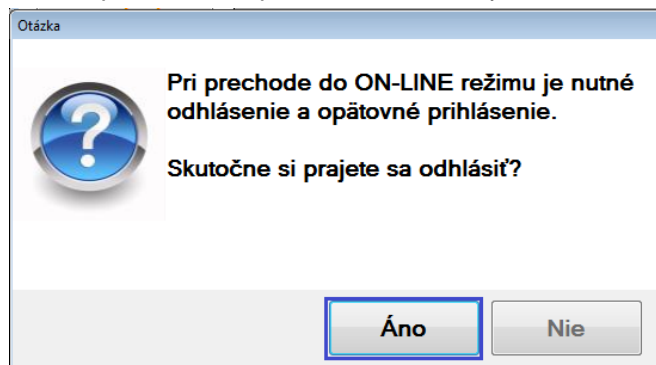 Otázka
Pri prechode do ON-LINE režimu je nutné
odhlásenie a opätovné prihlásenie.
Skutočne si prajete sa odhlásiť?
Áno
Nie